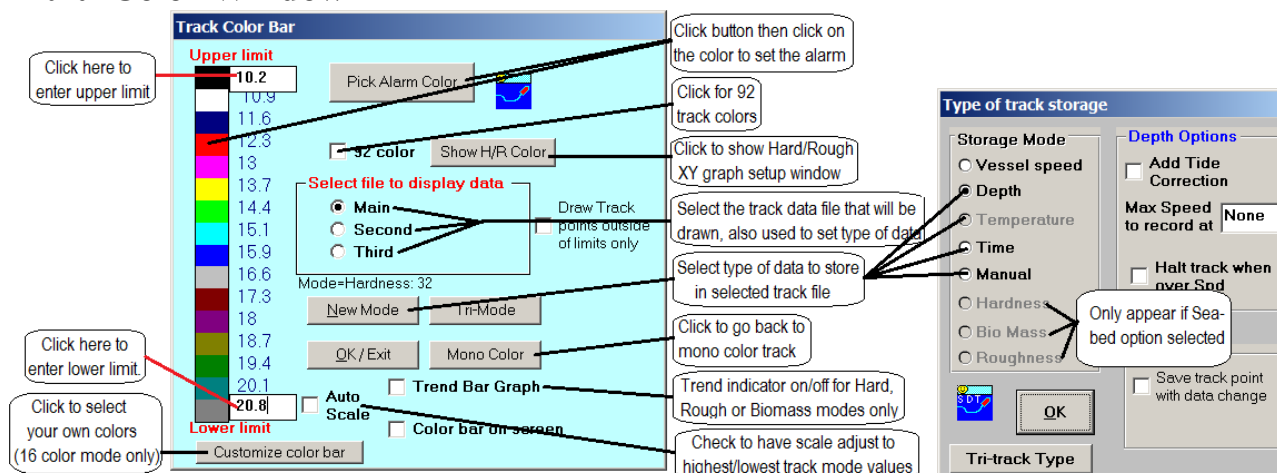 Track Color Bar
Upper limit
Click here to
enter upper limit
10.2
10.9
11.6
12.3
13
13.7
14.4
15.1
15.9
16.6
17.3
18
18.7
19.4
20.1
20.8
Lower limit
Click here to
enter lower limit.
Click to select
your own colors
(16 color mode only)
Customize color bar
Pick Alarm Color
92 color
Show H/R Color
Select file to display data
Main
Second
Third
Draw Track
points outside
of limits only
Mode=Hardness: 32
New Mode
Tri-Mode
OK / Exit
Mono Color
Auto
Scale
Trend Bar Graph
Color bar on screen
Click button then click on
the color to set the alarm
Click for 92
track colors
Click to show Hard/Rough
XY graph setup window
Select the track data file that will be
drawn, also used to set type of data
Select type of data to store
in selected track file
Click to go back to
mono color track
Trend indicator on/off for Hard,
Rough or Biomass modes only
Check to have scale adjust to
highest/lowest track mode values
Type of track storage
Storage Mode
Vessel speed
Depth
Temperature
Time
Manual
Hardness
Bio Mass
Roughness
Only appear if Sea-
bed option selected
SDT
OK
Tri-track Type
Depth Options
Add Tide
Correction
Max Speed
to record at
None
Halt track when
over Spd
Save track point
with data change